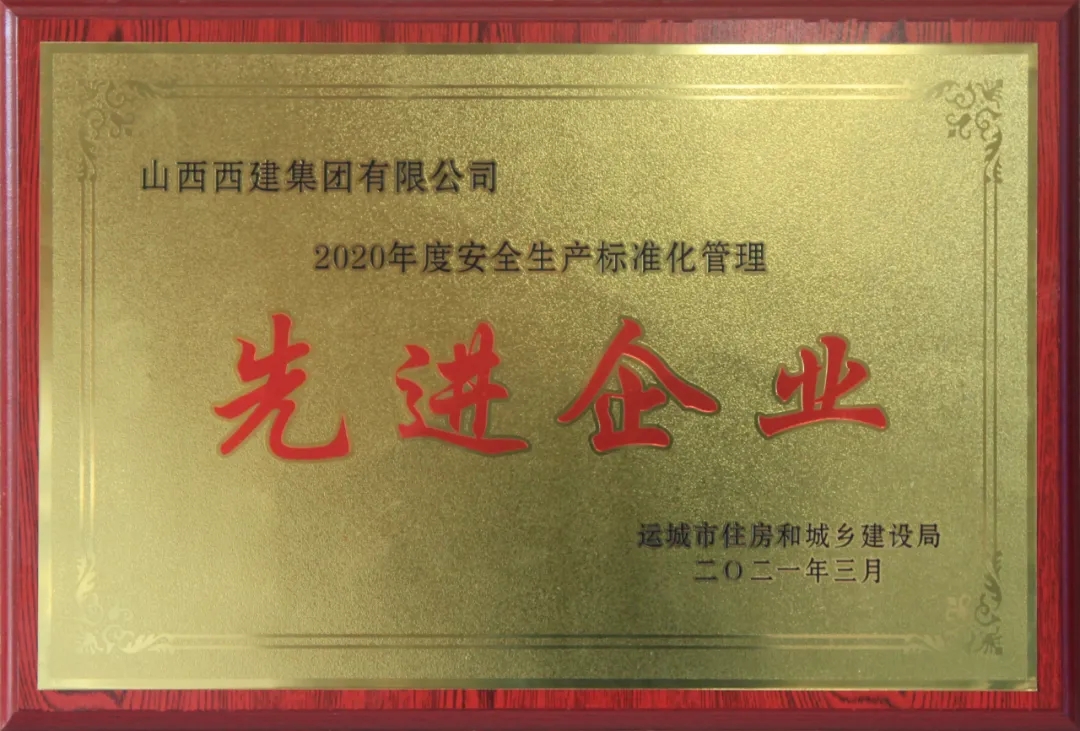 山西西建集团有限公司
2020年度安全生产标准化管理
先进企业
运城市住房和城乡建设局
二〇二一年三月